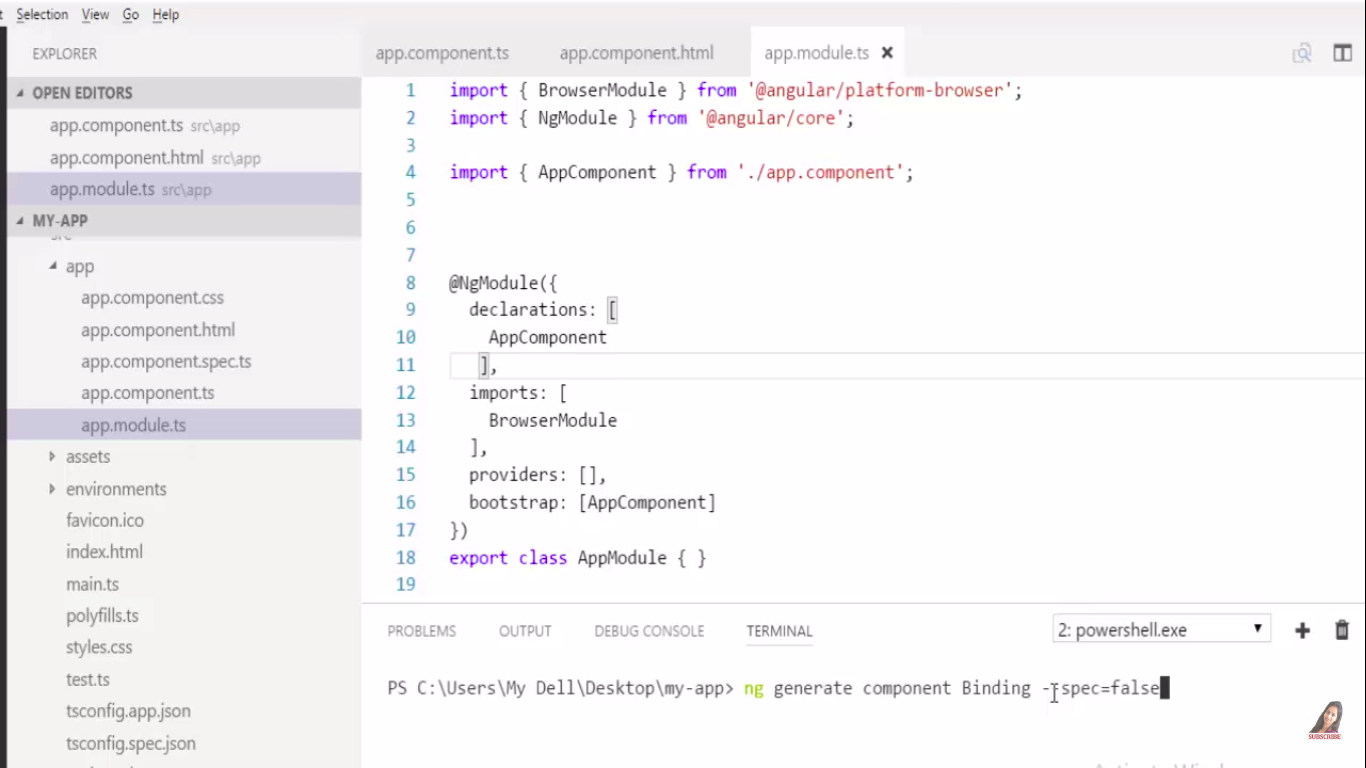 t Selection View Go Help
EXPLORER
OPEN EDITORS
app.component.ts src\app
app.component.html src\app
app.module.ts src\app
MY-APP
src
app
app.component.css
app.component.html
app.component.spec.ts
app.component.ts
app.module.ts
assets
environments
favicon.ico
index.html
main.ts
polyfills.ts
styles.css
test.ts
tsconfig.app.json
tsconfig.spec.json
app.component.ts app.component.html app.module.ts
1 import { BrowserModule } from '@angular/platform-browser';
2 import { NgModule } from '@angular/core';
3
4 import { AppComponent } from './app.component';
5
6
7
8 @NgModule({
9 declarations: [
10 AppComponent
11 ],
12 imports: [
13 BrowserModule
14 ],
15 providers: [],
16 bootstrap: [AppComponent]
17 })
18 export class AppModule { }
19
PROBLEMS OUTPUT DEBUG CONSOLE TERMINAL 2: powershell.exe
PS C:\Users\My Dell\Desktop\my-app> ng generate component Binding --spec=false
SUBSCRIBE